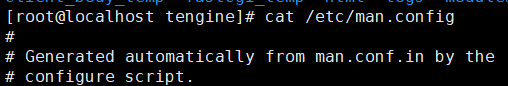 [root@localhost tengine]# cat /etc/man.config
#
# Generated automatically from man.conf.in by the
# configure script.